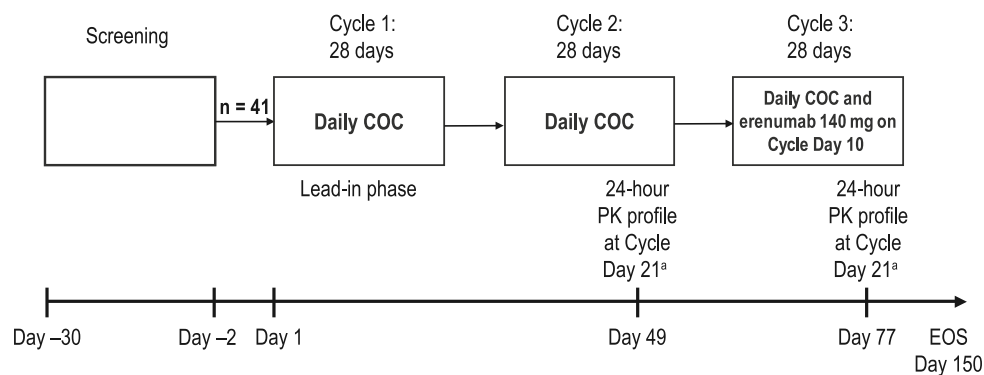 Screening
Cycle 1:
28 days
Cycle 2:
28 days
Cycle 3:
28 days
n = 41
Daily COC
Daily COC
Daily COC and
erenumab 140 mg on
Cycle Day 10
Lead-in phase
24-hour
PK profile
at Cycle
Day 21ᵃ
24-hour
PK profile
at Cycle
Day 21ᵃ
Day –30
Day –2
Day 1
Day 49
Day 77
EOS
Day 150